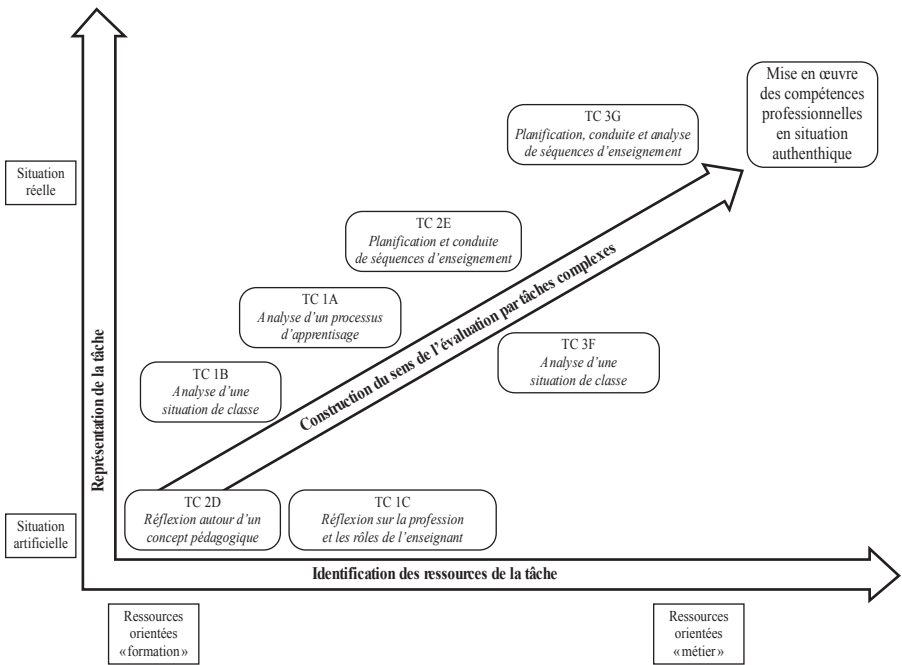 Mise en œuvre
des compétences
professionnelles
en situation
authentique
TC 3G
Planification, conduite et analyse
de séquences d'enseignement
Situation
réelle
TC 2E
Planification et conduite
de séquences d'enseignement
TC 1A
Analyse d'un processus
d'apprentisage
TC 3F
Analyse d'une
situation de classe
TC 1B
Analyse d'une
situation de classe
Construction du sens de l'évaluation par tâches complexes
Représentation de la tâche
TC 2D
Réflexion autour d'un
concept pédagogique
TC 1C
Réflexion sur la profession
et les rôles de l'enseignant
Situation
artificielle
Identification des ressources de la tâche
Ressources
orientées
«formation»
Ressources
orientées
«métier»